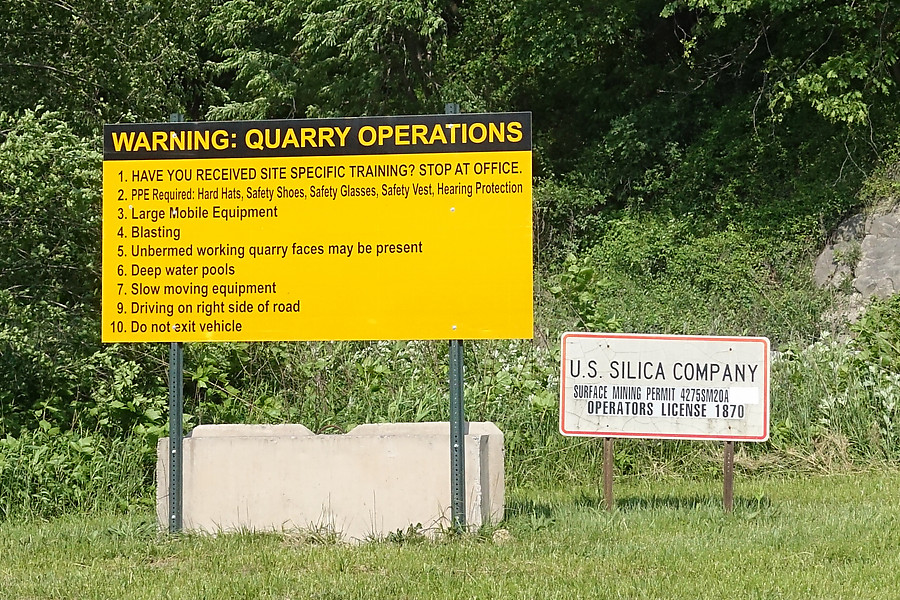 WARNING: QUARRY OPERATIONS
1. HAVE YOU RECEIVED SITE SPECIFIC TRAINING? STOP AT OFFICE.
2. PPE Required: Hard Hats, Safety Shoes, Safety Glasses, Safety Vest, Hearing Protection
3. Large Mobile Equipment
4. Blasting
5. Unbermed working quarry faces may be present
6. Deep water pools
7. Slow moving equipment
9. Driving on right side of road
10. Do not exit vehicle
U.S. SILICA COMPANY
SURFACE MINING PERMIT 4275SM20A
OPERATORS LICENSE 1870